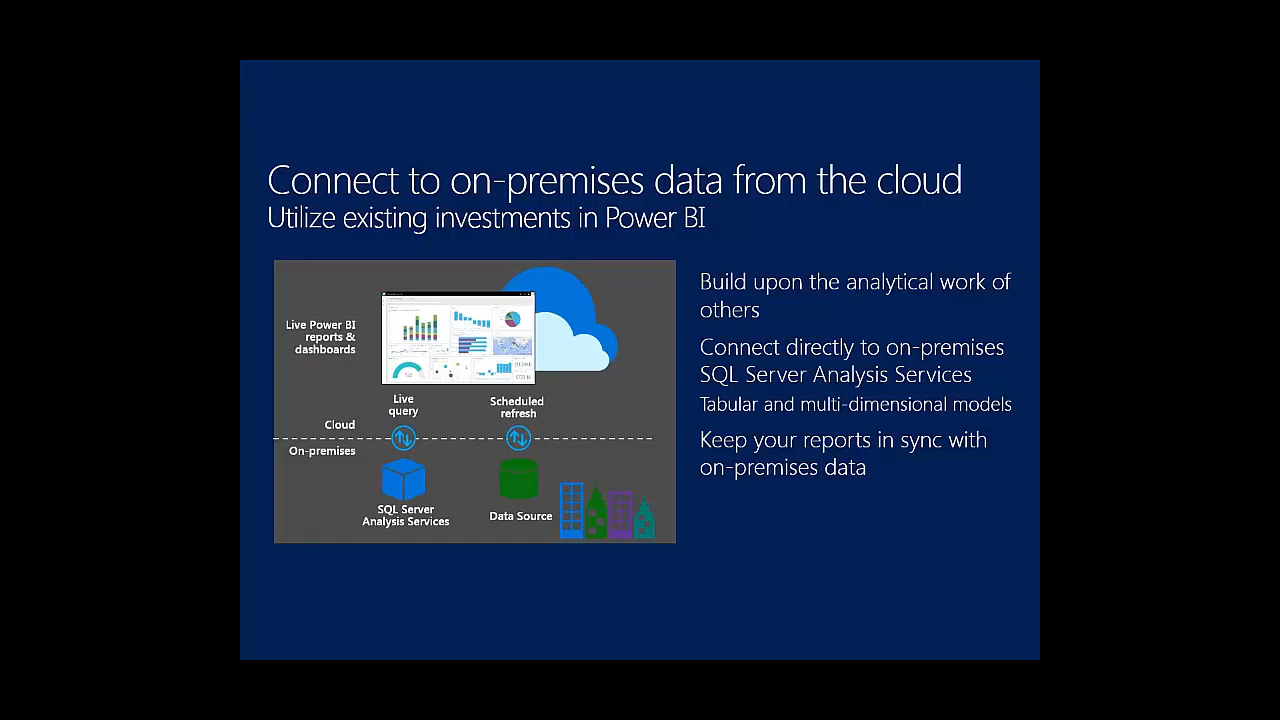 Connect to on-premises data from the cloud
Utilize existing investments in Power BI
Live Power BI
reports &
dashboards
Live
query
Scheduled
refresh
Cloud
On-premises
SQL Server
Analysis Services
Data Source
Build upon the analytical work of
others
Connect directly to on-premises
SQL Server Analysis Services
Tabular and multi-dimensional models
Keep your reports in sync with
on-premises data